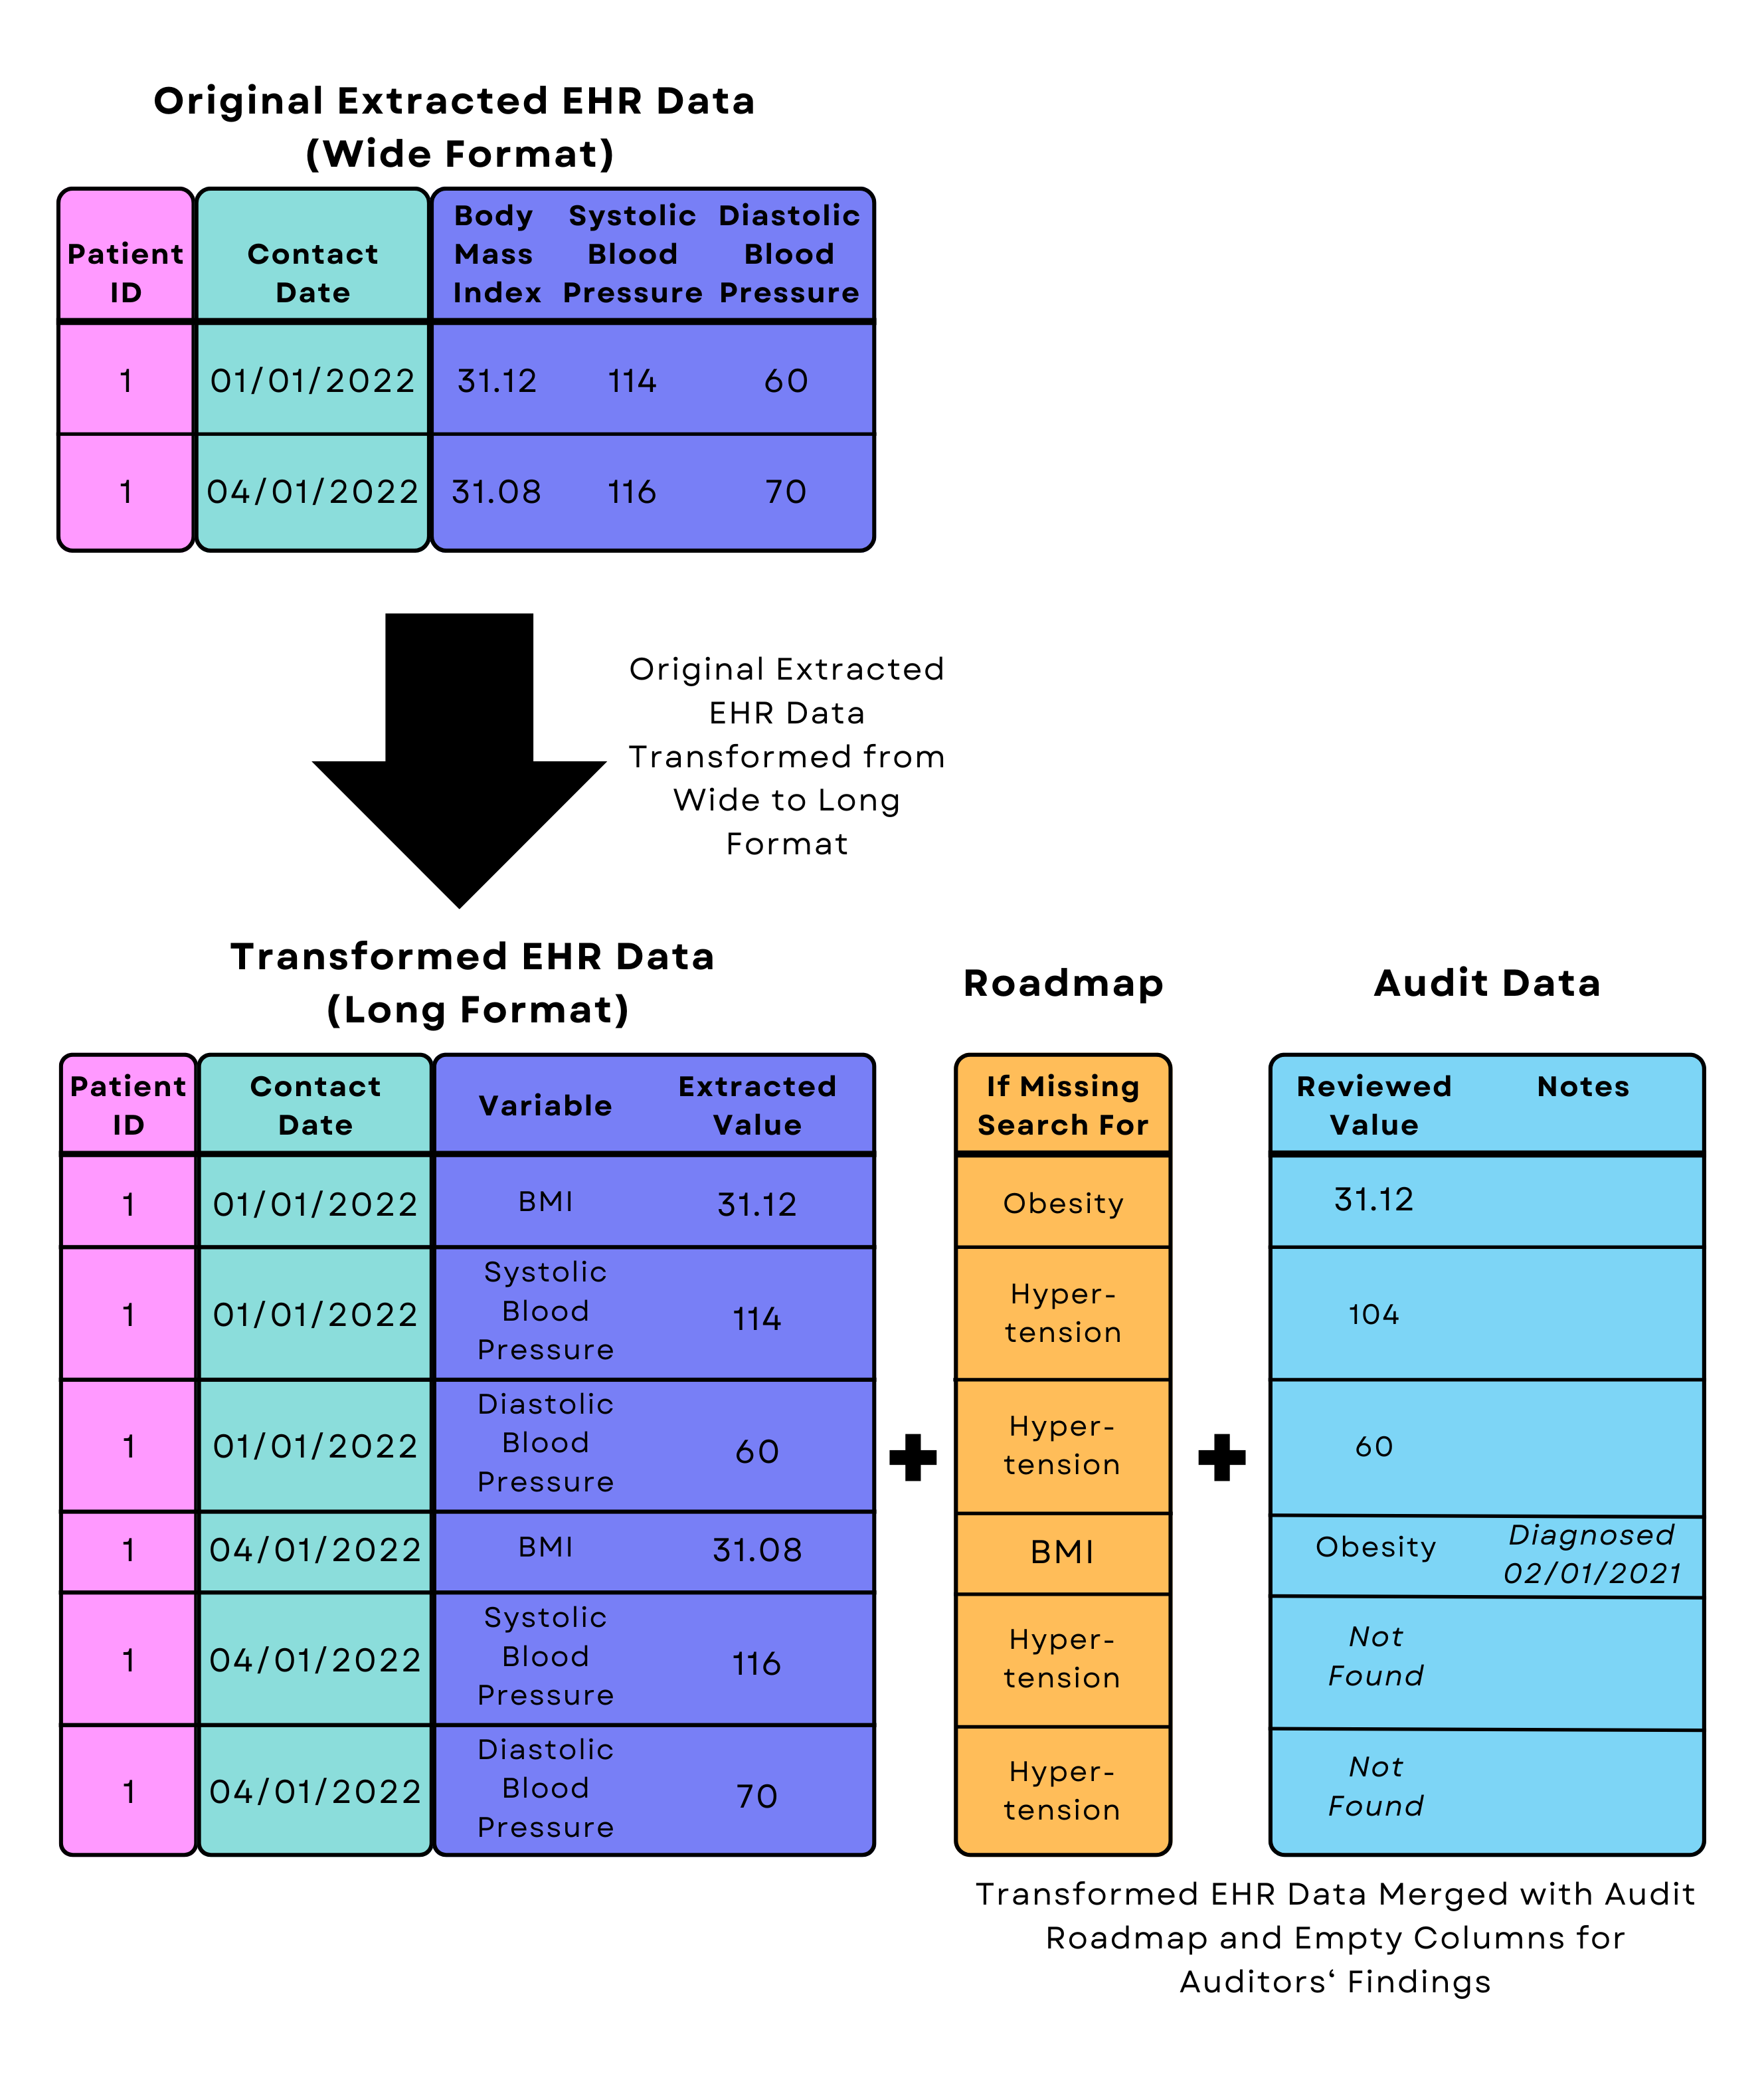 Original Extracted EHR Data
(Wide Format)
Patient ID Contact Date Body Mass Index Systolic Blood Pressure Diastolic Blood Pressure
1 01/01/2022 31.12 114 60
1 04/01/2022 31.08 116 70
Original Extracted
EHR Data
Transformed from
Wide to Long
Format
Transformed EHR Data
(Long Format)
Roadmap
Audit Data
Patient ID Contact Date Variable Extracted Value If Missing Search For Reviewed Value Notes
1 01/01/2022 BMI 31.12 Obesity 31.12
1 01/01/2022 Systolic Blood Pressure 114 Hyper-tension 104
1 01/01/2022 Diastolic Blood Pressure 60 Hyper-tension 60
1 04/01/2022 BMI 31.08 BMI Obesity Diagnosed 02/01/2021
1 04/01/2022 Systolic Blood Pressure 116 Hyper-tension Not Found
1 04/01/2022 Diastolic Blood Pressure 70 Hyper-tension Not Found
Transformed EHR Data Merged with Audit
Roadmap and Empty Columns for
Auditors‘ Findings